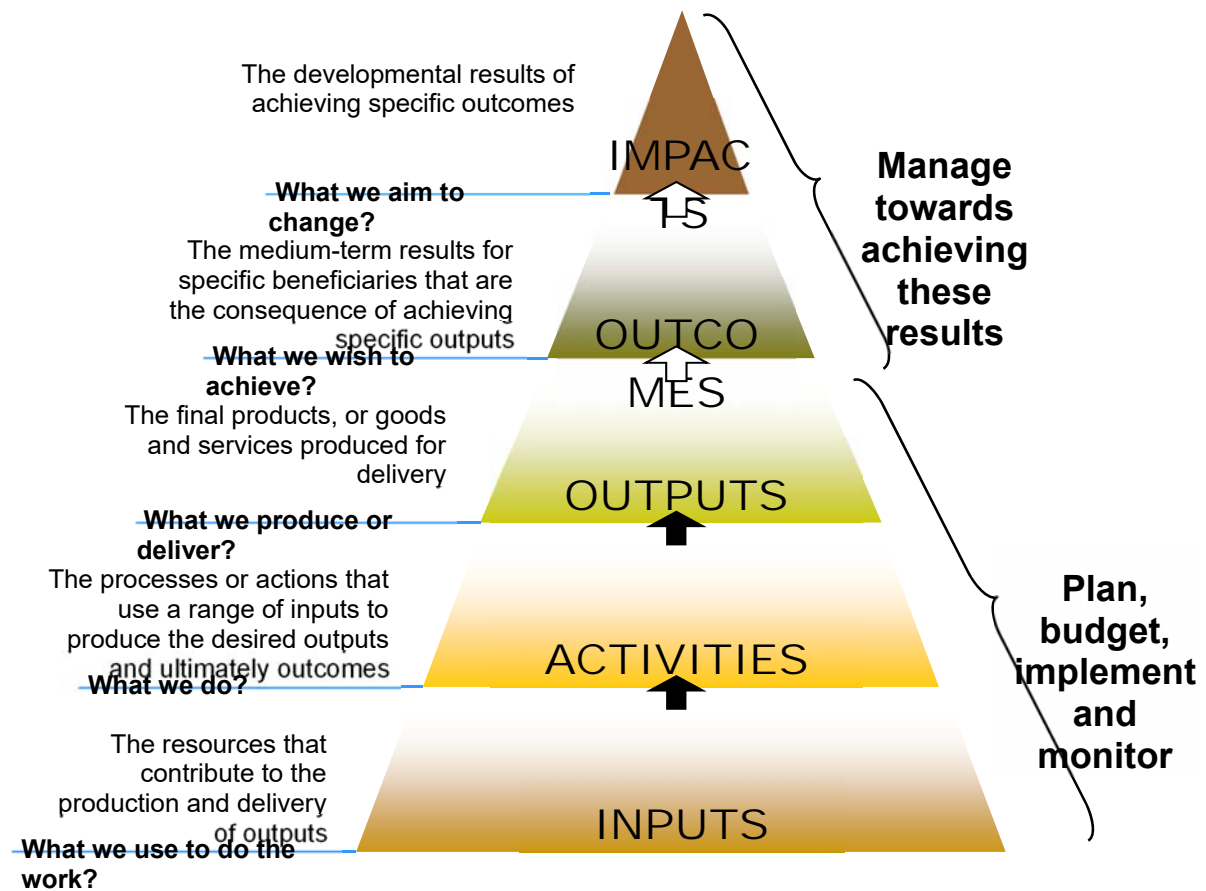 The developmental results of
achieving specific outcomes
IMPAC
TS
What we aim to
change?
The medium-term results for
specific beneficiaries that are
the consequence of achieving
specific outputs
OUTCO
MES
What we wish to
achieve?
Manage
towards
achieving
these
results
The final products, or goods
and services produced for
delivery
OUTPUTS
What we produce or
deliver?
The processes or actions that
use a range of inputs to
produce the desired outputs
and ultimately outcomes
ACTIVITIES
What we do?
The resources that
contribute to the
production and delivery
of outputs
INPUTS
What we use to do the
work?
Plan,
budget,
implement
and
monitor